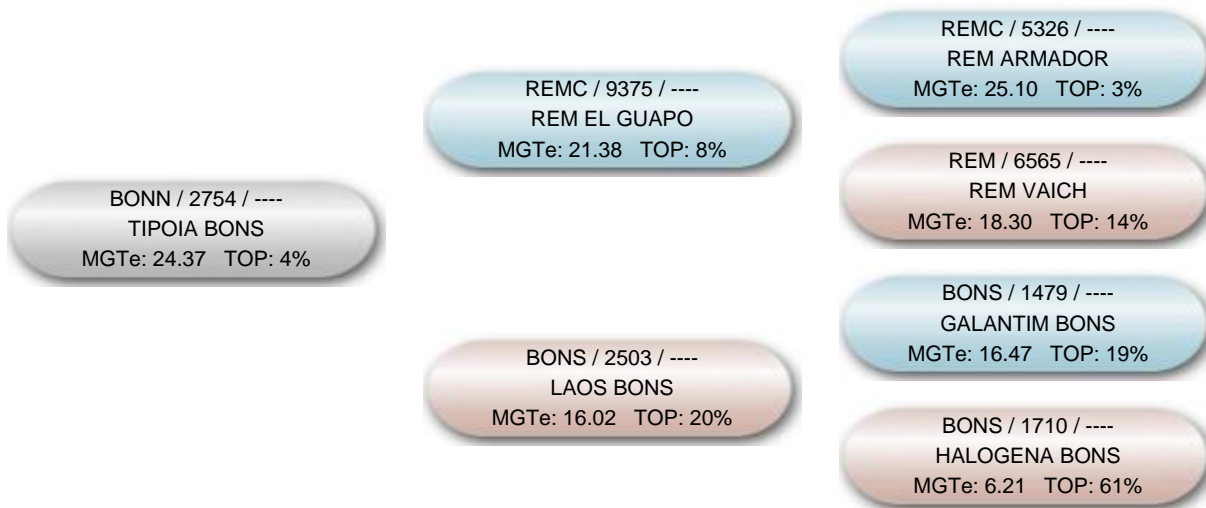 BONN / 2754 / ----
TIPOIA BONS
MGTe: 24.37 TOP: 4%
REMC / 9375 / ----
REM EL GUAPO
MGTe: 21.38 TOP: 8%
BONS / 2503 / ----
LAOS BONS
MGTe: 16.02 TOP: 20%
REMC / 5326 / ----
REM ARMADOR
MGTe: 25.10 TOP: 3%
REM / 6565 / ----
REM VAICH
MGTe: 18.30 TOP: 14%
BONS / 1479 / ----
GALANTIM BONS
MGTe: 16.47 TOP: 19%
BONS / 1710 / ----
HALOGENA BONS
MGTe: 6.21 TOP: 61%